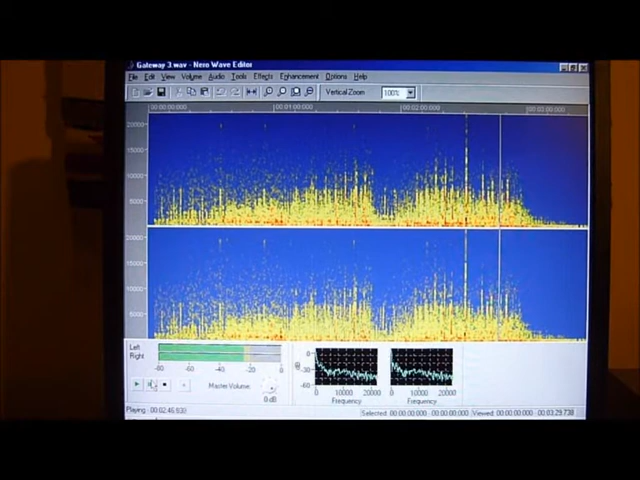 Gateway 3.wav - Nero Wave Editor
File Edit View Volume Audio Tools Effects Enhancement Options Help
Vertical Zoom 100%
00:00:00.000 00:01:00.000 00:02:00.000 00:03:00.000
20000
15000
10000
5000
20000
15000
10000
5000
Left
Right
-80 -60 -40 -20 0
Master Volume:
0 dB
0
-30
-60
0 10000 20000 0 10000 20000
Frequency Frequency
Playing : 00:02:46.939
Selected: 00:00:00.000 - 00:00:00.000 Viewed: 00:00:00.000 - 00:03:29.738